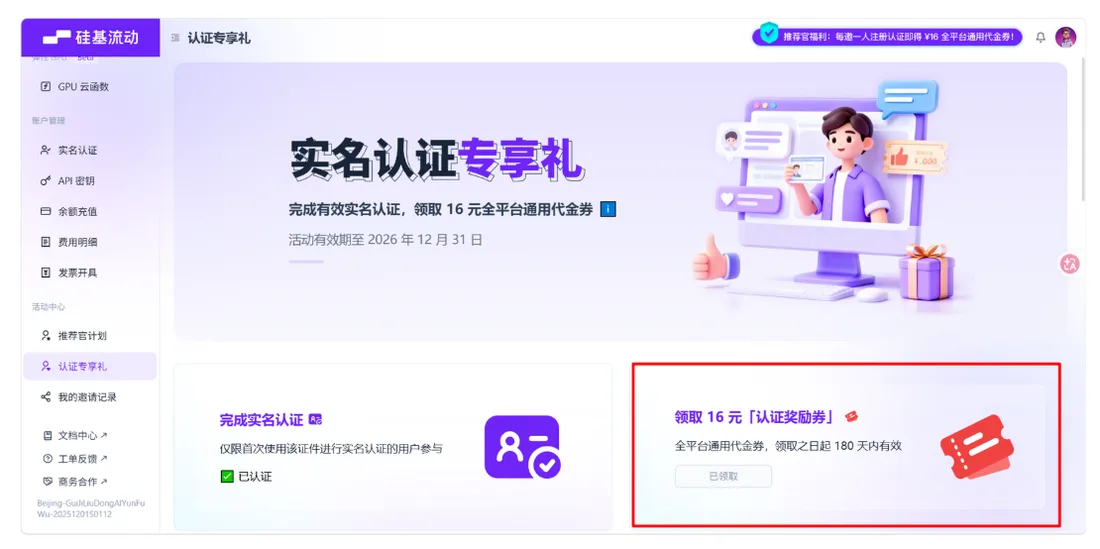 硅基流动
认证专享礼
推荐官福利：每邀一人注册认证即得 ¥16 全平台通用代金券！
Beta
GPU 云函数
账户管理
实名认证
API 密钥
余额充值
费用明细
发票开具
活动中心
推荐官计划
认证专享礼
我的邀请记录
文档中心 ↗
工单反馈 ↗
商务合作 ↗
实名认证专享礼
完成有效实名认证，领取 16 元全平台通用代金券
活动有效期至 2026 年 12 月 31 日
完成实名认证
仅限首次使用该证件进行实名认证的用户参与
已认证
领取 16 元「认证奖励券」
全平台通用代金券，领取之日起 180 天内有效
已领取